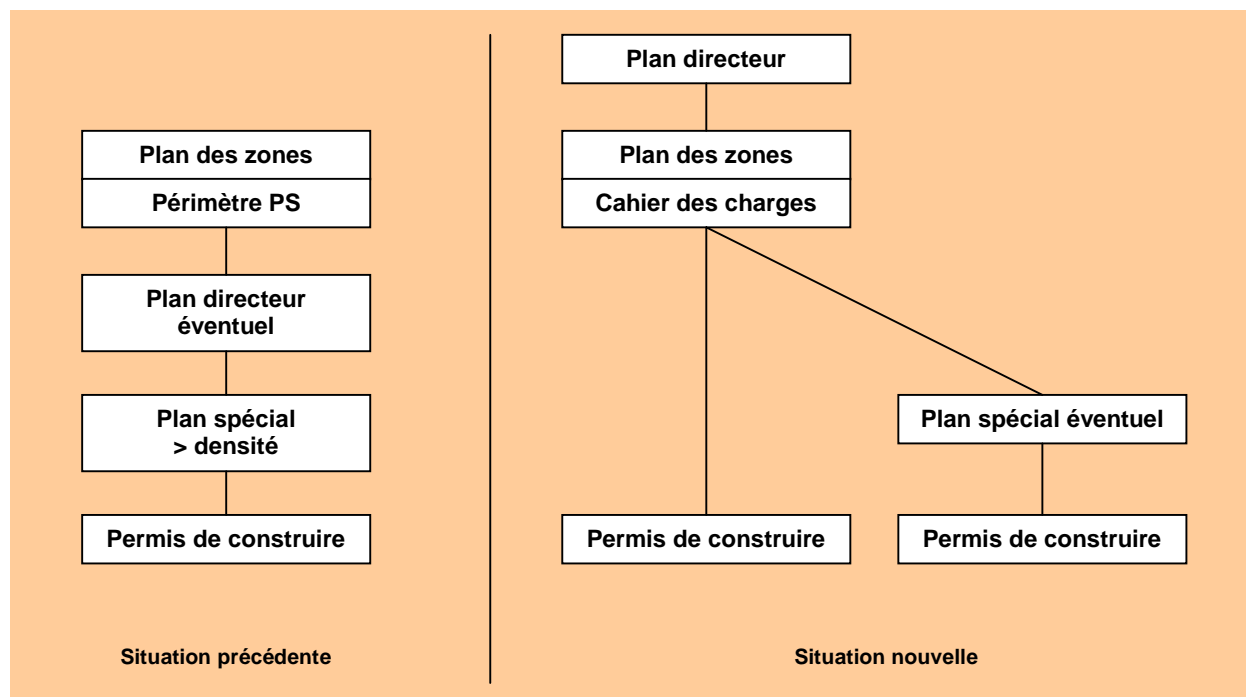 Plan des zones
Périmètre PS
Plan directeur
éventuel
Plan spécial
> densité
Permis de construire
Situation précédente
Plan directeur
Plan des zones
Cahier des charges
Plan spécial éventuel
Permis de construire
Permis de construire
Situation nouvelle